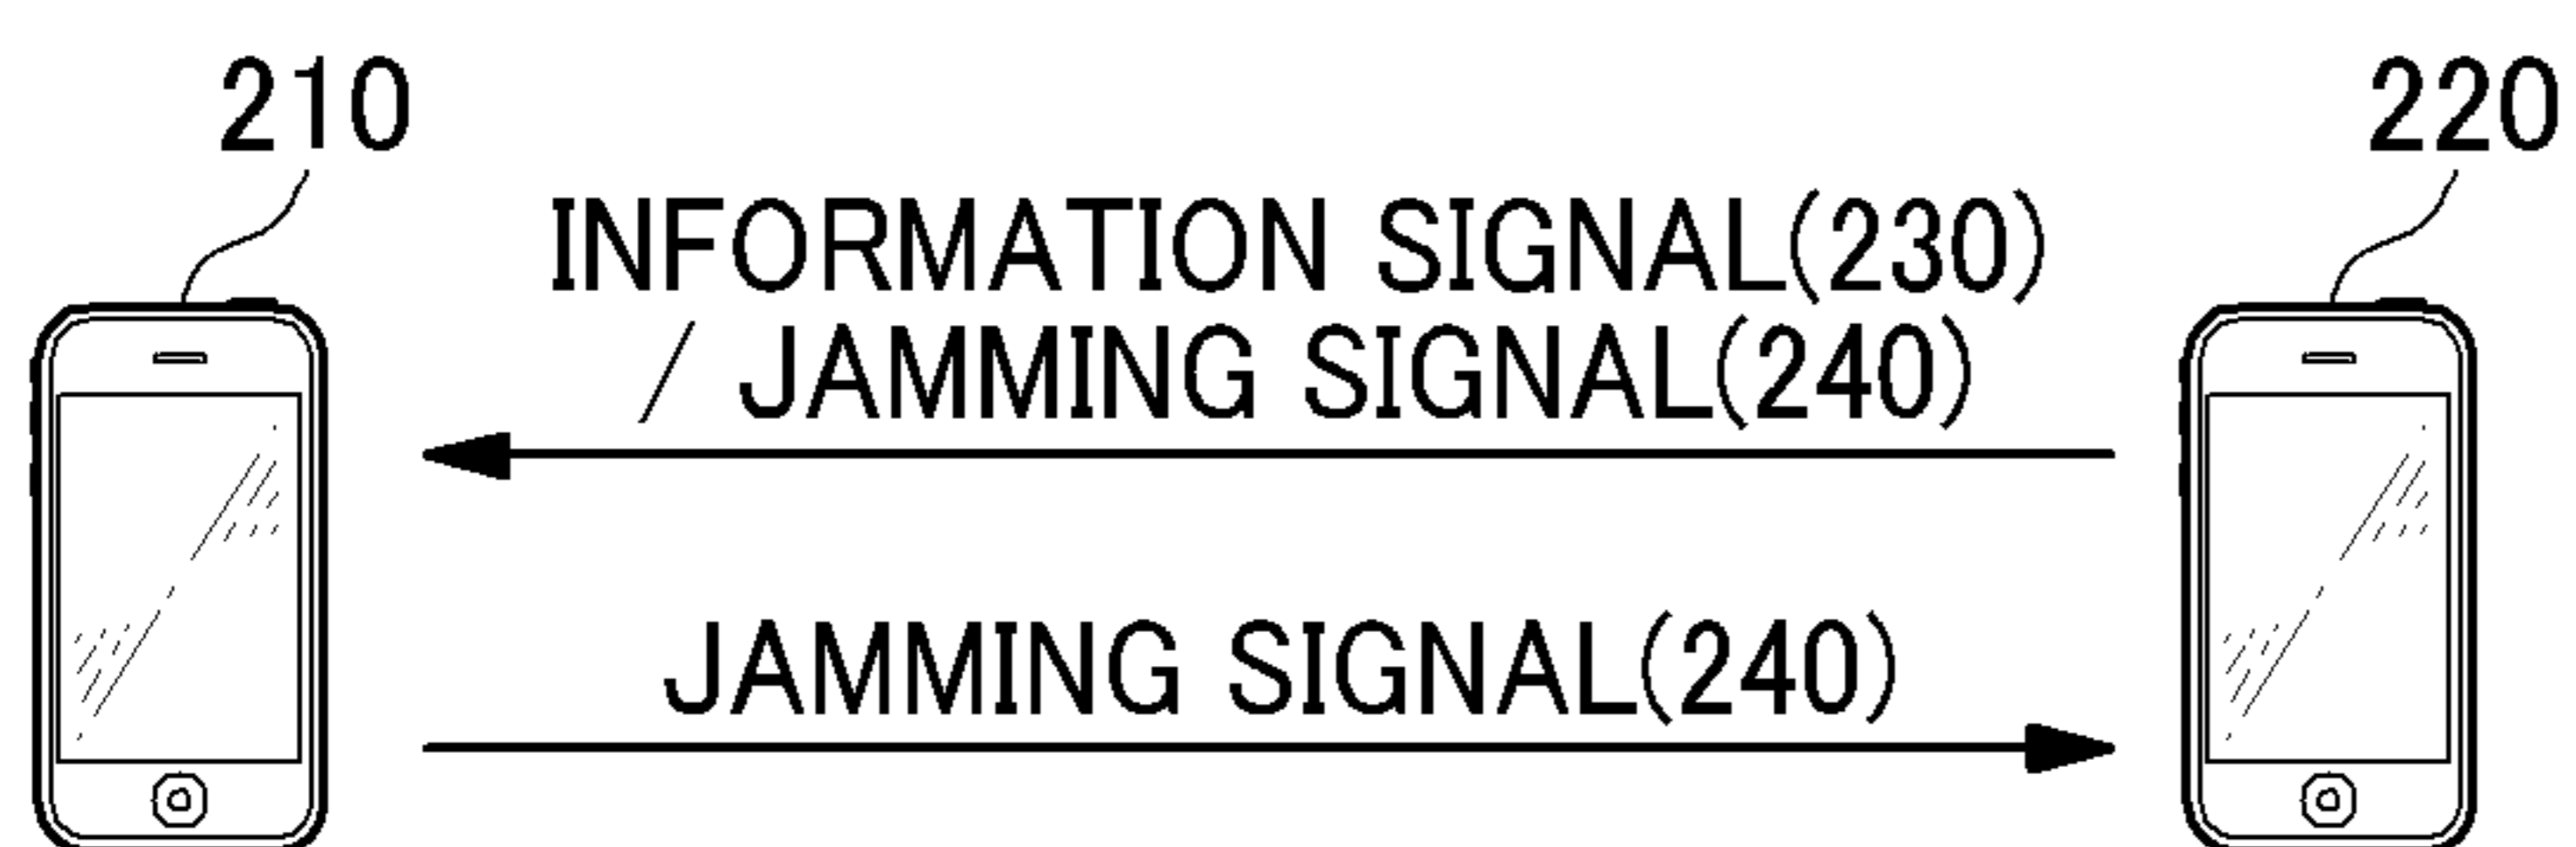 210
220
INFORMATION SIGNAL(230)
/ JAMMING SIGNAL(240)
JAMMING SIGNAL(240)